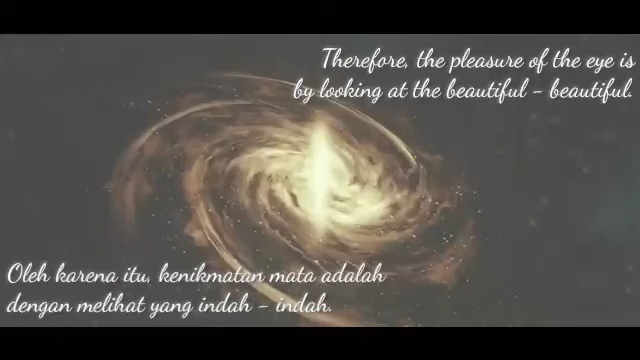 Therefore, the pleasure of the eye is
by looking at the beautiful - beautiful.
Oleh karena itu, kenikmatan mata adalah
dengan melihat yang indah - indah.